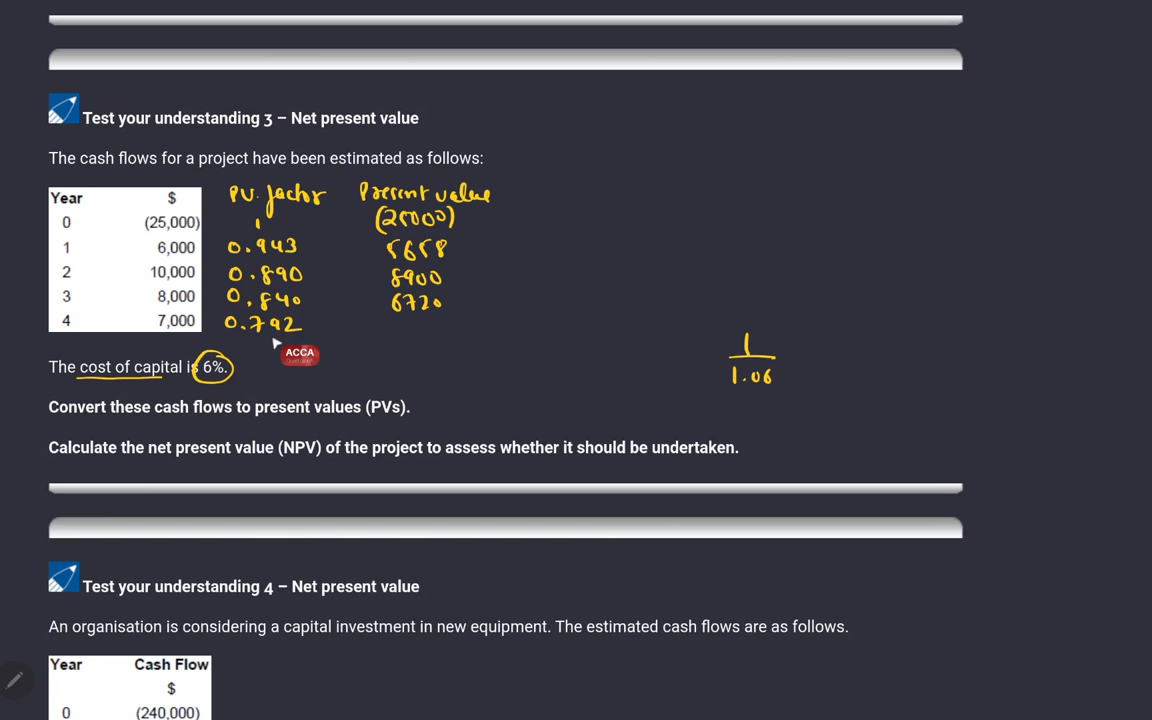 Test your understanding 3 – Net present value
The cash flows for a project have been estimated as follows:
Year $ PV. factor Present value
0 (25,000) 1 (25000)
1 6,000 0.943 5658
2 10,000 0.890 8900
3 8,000 0.840 6720
4 7,000 0.792
ACCA
The cost of capital is 6%.
1
1.06
Convert these cash flows to present values (PVs).
Calculate the net present value (NPV) of the project to assess whether it should be undertaken.
Test your understanding 4 – Net present value
An organisation is considering a capital investment in new equipment. The estimated cash flows are as follows.
Year Cash Flow
$
0 (240,000)